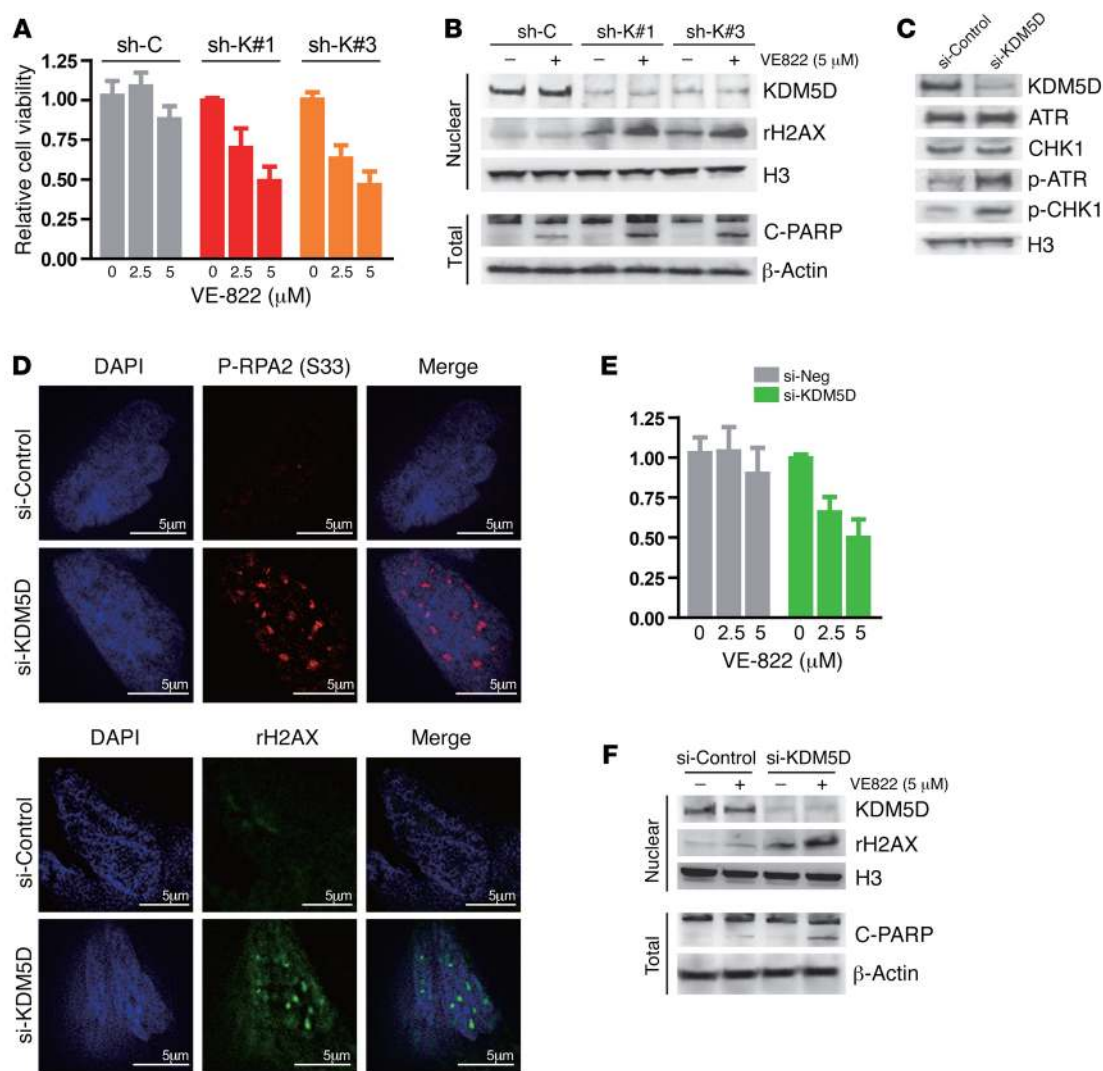 A
sh-C sh-K#1 sh-K#3
Relative cell viability
1.25
1.00
0.75
0.50
0.25
0.00
0 2.5 5 0 2.5 5 0 2.5 5
VE-822 (μM)
B
sh-C sh-K#1 sh-K#3
– + – + – + VE822 (5 μM)
Nuclear
KDM5D
rH2AX
H3
Total
C-PARP
β-Actin
C
si-Control si-KDM5D
KDM5D
ATR
CHK1
p-ATR
p-CHK1
H3
D
DAPI P-RPA2 (S33) Merge
si-Control
5μm 5μm 5μm
si-KDM5D
5μm 5μm 5μm
DAPI rH2AX Merge
si-Control
5μm 5μm 5μm
si-KDM5D
5μm 5μm 5μm
E
si-Neg
si-KDM5D
1.25
1.00
0.75
0.50
0.25
0.00
0 2.5 5 0 2.5 5
VE-822 (μM)
F
si-Control si-KDM5D
– + – + VE822 (5 μM)
Nuclear
KDM5D
rH2AX
H3
Total
C-PARP
β-Actin